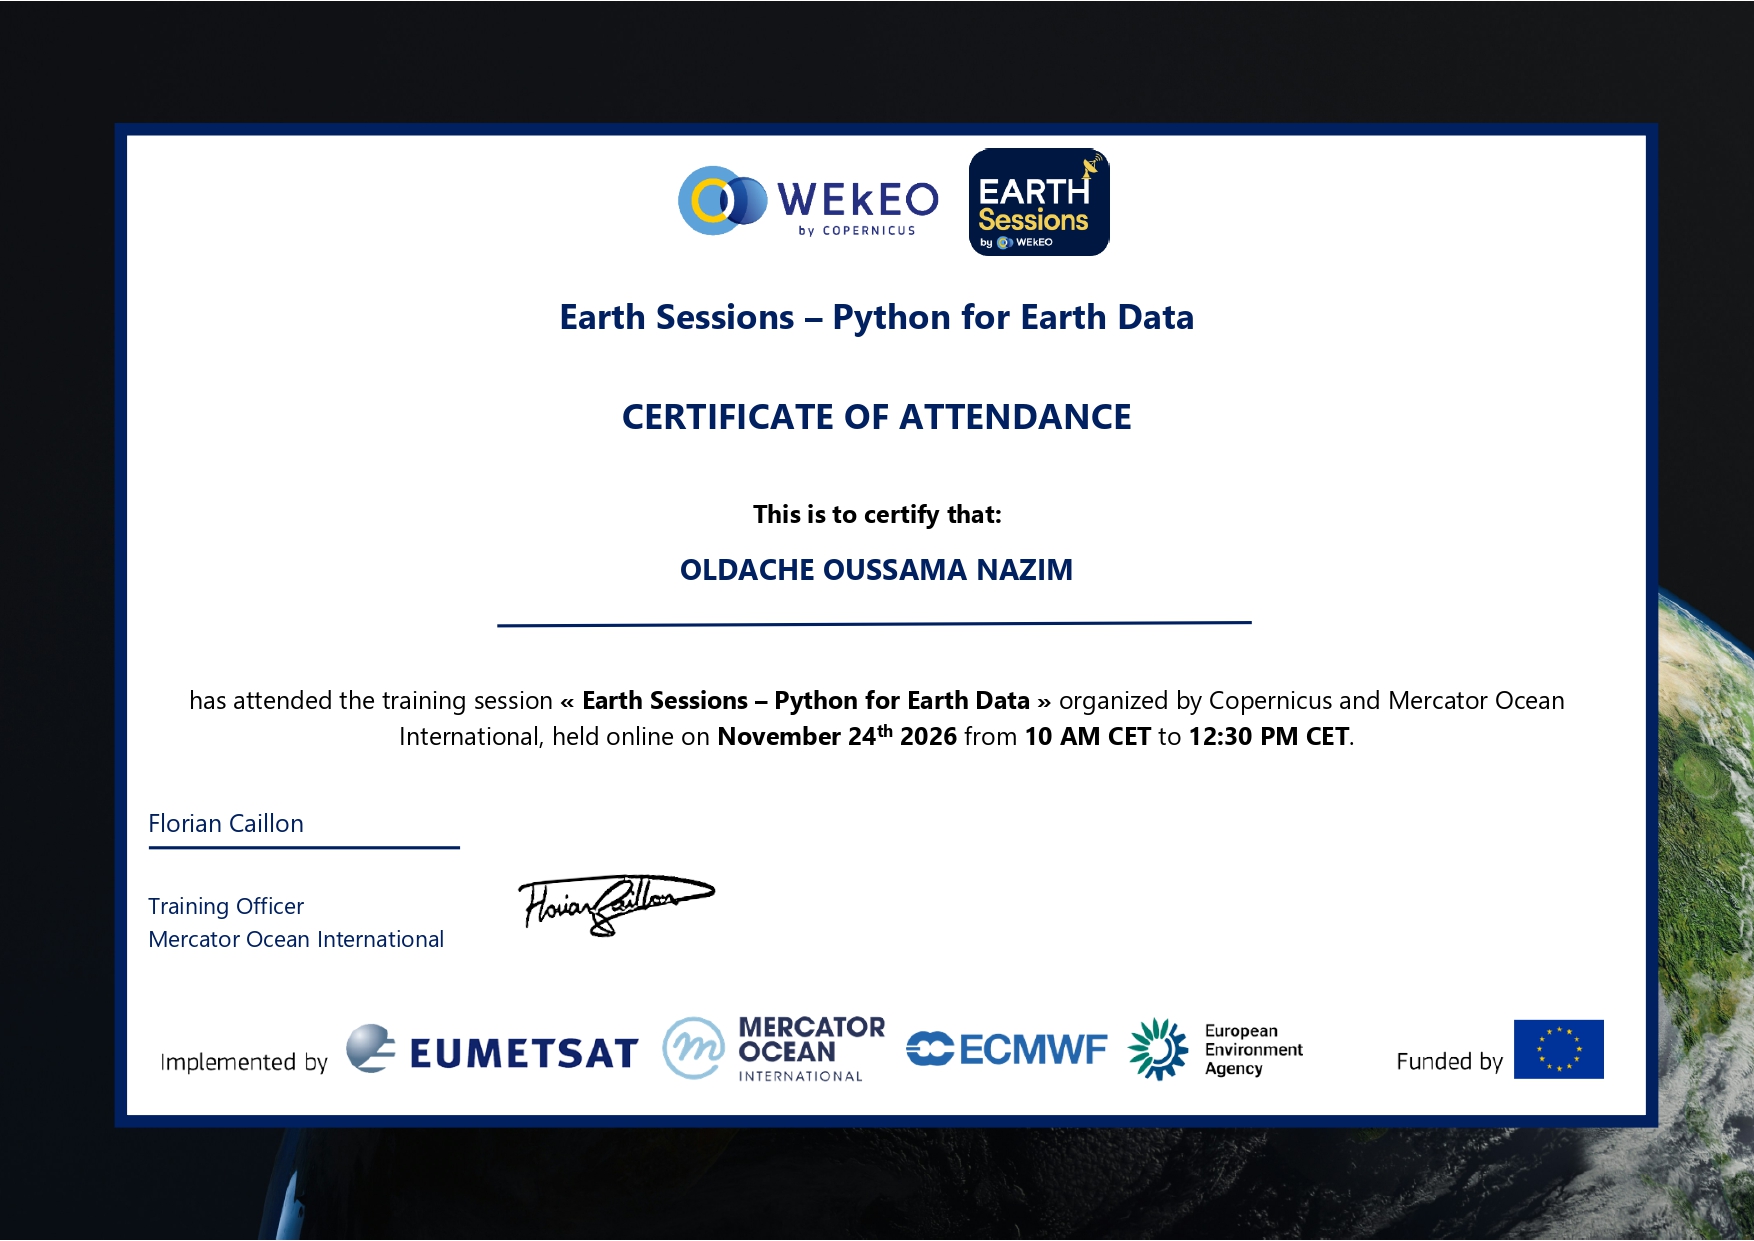 WEkEO
by COPERNICUS
EARTH
Sessions
by WEkEO
Earth Sessions – Python for Earth Data
CERTIFICATE OF ATTENDANCE
This is to certify that:
OLDACHE OUSSAMA NAZIM
has attended the training session « Earth Sessions – Python for Earth Data » organized by Copernicus and Mercator Ocean
International, held online on November 24th 2026 from 10 AM CET to 12:30 PM CET.
Florian Caillon
Training Officer
Mercator Ocean International
Florian Caillon
Implemented by
EUMETSAT
MERCATOR
OCEAN
INTERNATIONAL
ECMWF
European
Environment
Agency
Funded by